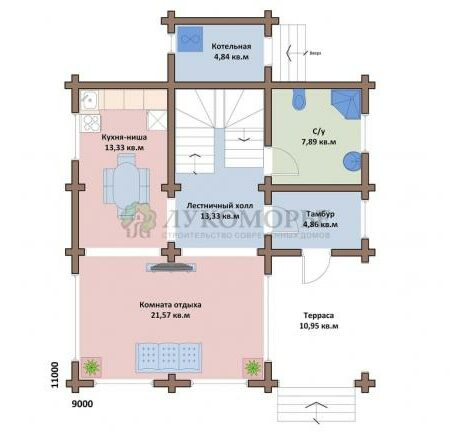 Котельная
4,84 кв.м
Вверх
Кухня-ниша
13,33 кв.м
С/у
7,89 кв.м
Лестничный холл
13,33 кв.м
Тамбур
4,86 кв.м
ЛУКОМОРЬЕ
СТРОИТЕЛЬСТВО СОВРЕМЕННЫХ ДОМОВ
Комната отдыха
21,57 кв.м
Терраса
10,95 кв.м
11000
9000